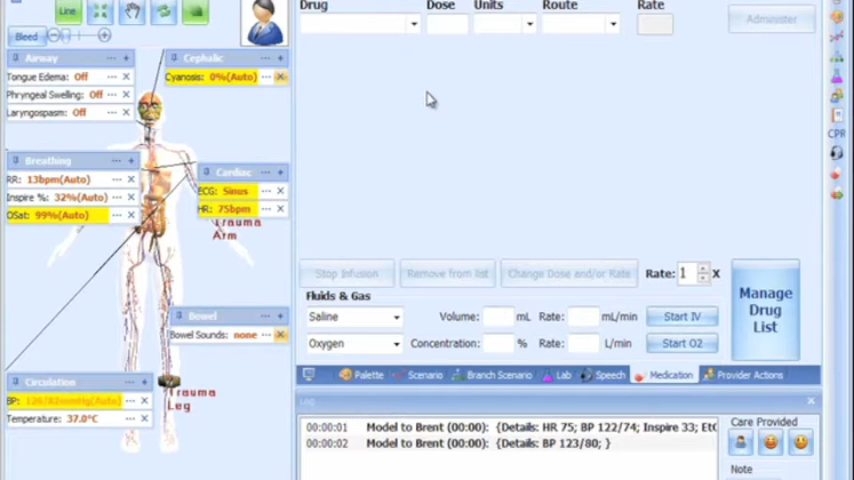 Line
Bleed
Airway
Tongue Edema: Off
Phryngeal Swelling: Off
Laryngospasm: Off
Cephalic
Cyanosis: 0%(Auto)
Breathing
RR: 13bpm(Auto)
Inspire %: 32%(Auto)
OSat: 99%(Auto)
Cardiac
ECG: Sinus
HR: 75bpm
Trauma
Arm
Bowel
Bowel Sounds: none
Circulation
BP: 126/82mmHg(Auto)
Temperature: 37.0°C
Trauma
Leg
Drug Dose Units Route Rate
Administer
Stop Infusion Remove from list Change Dose and/or Rate Rate: 1 X
Manage
Drug
List
Fluids & Gas
Saline Volume: mL Rate: mL/min Start IV
Oxygen Concentration: % Rate: L/min Start O2
Palette Scenario Branch Scenario Lab Speech Medication Provider Actions
Log
00:00:01 Model to Brent (00:00): {Details: HR 75; BP 122/74; Inspire 33; Et
00:00:02 Model to Brent (00:00): {Details: BP 123/80; }
Care Provided
Note
CPR